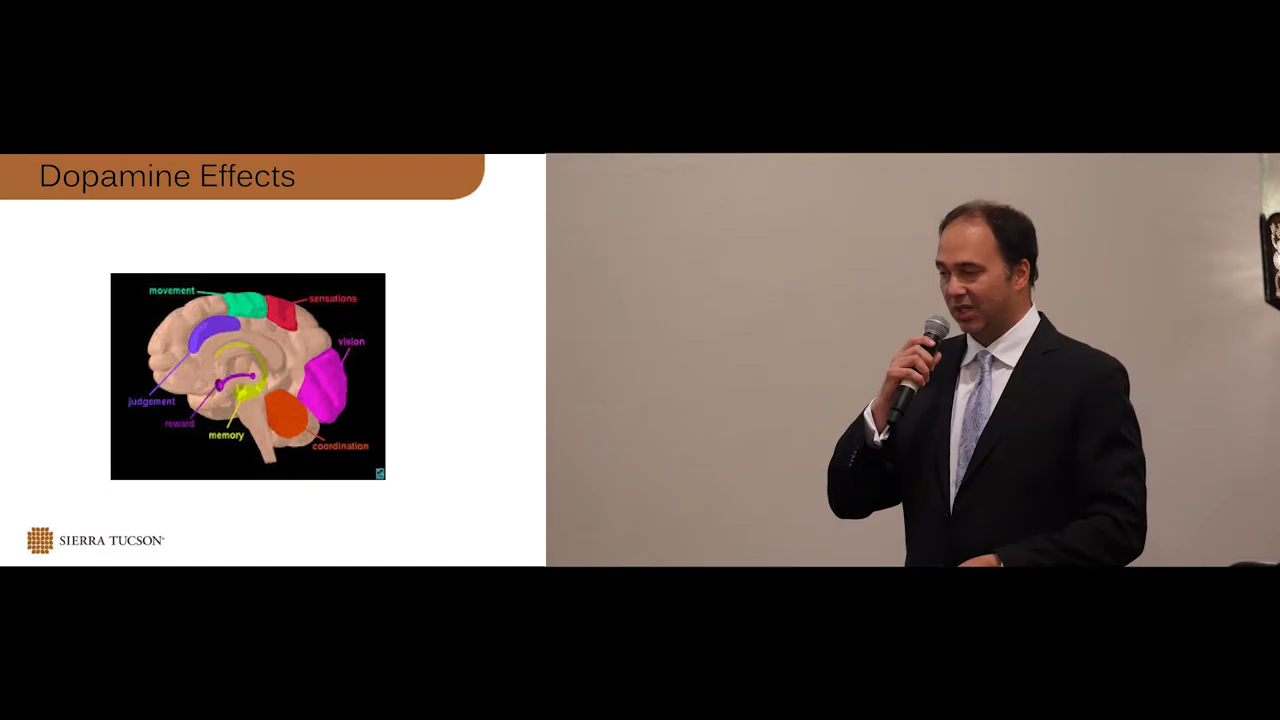 Dopamine Effects
movement
sensations
vision
judgement
reward
memory
coordination
SIERRA TUCSON